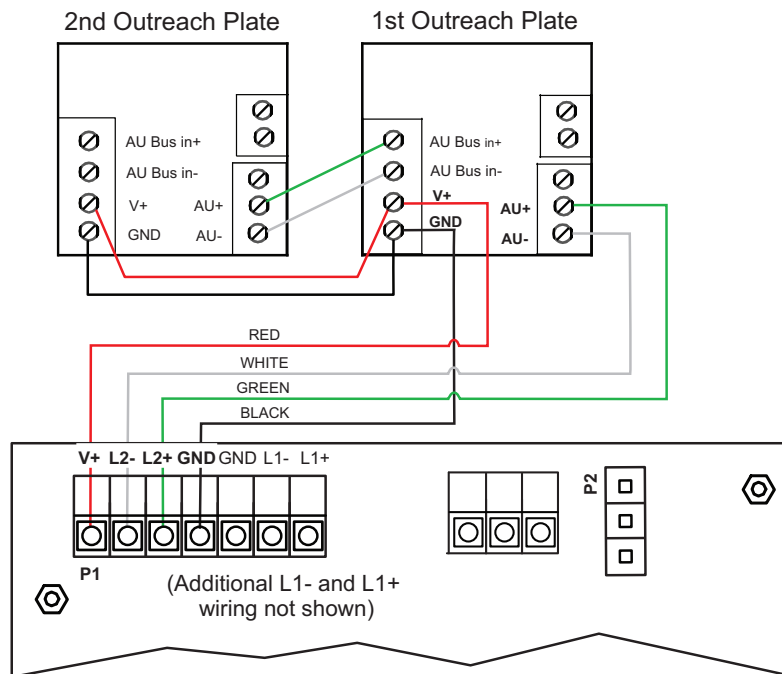 2nd Outreach Plate
1st Outreach Plate
AU Bus in+
AU Bus in-
V+
GND
AU+
AU-
AU Bus in+
AU Bus in-
V+
GND
AU+
AU-
RED
WHITE
GREEN
BLACK
V+ L2- L2+ GND GND L1- L1+
P1
P2
(Additional L1- and L1+
wiring not shown)